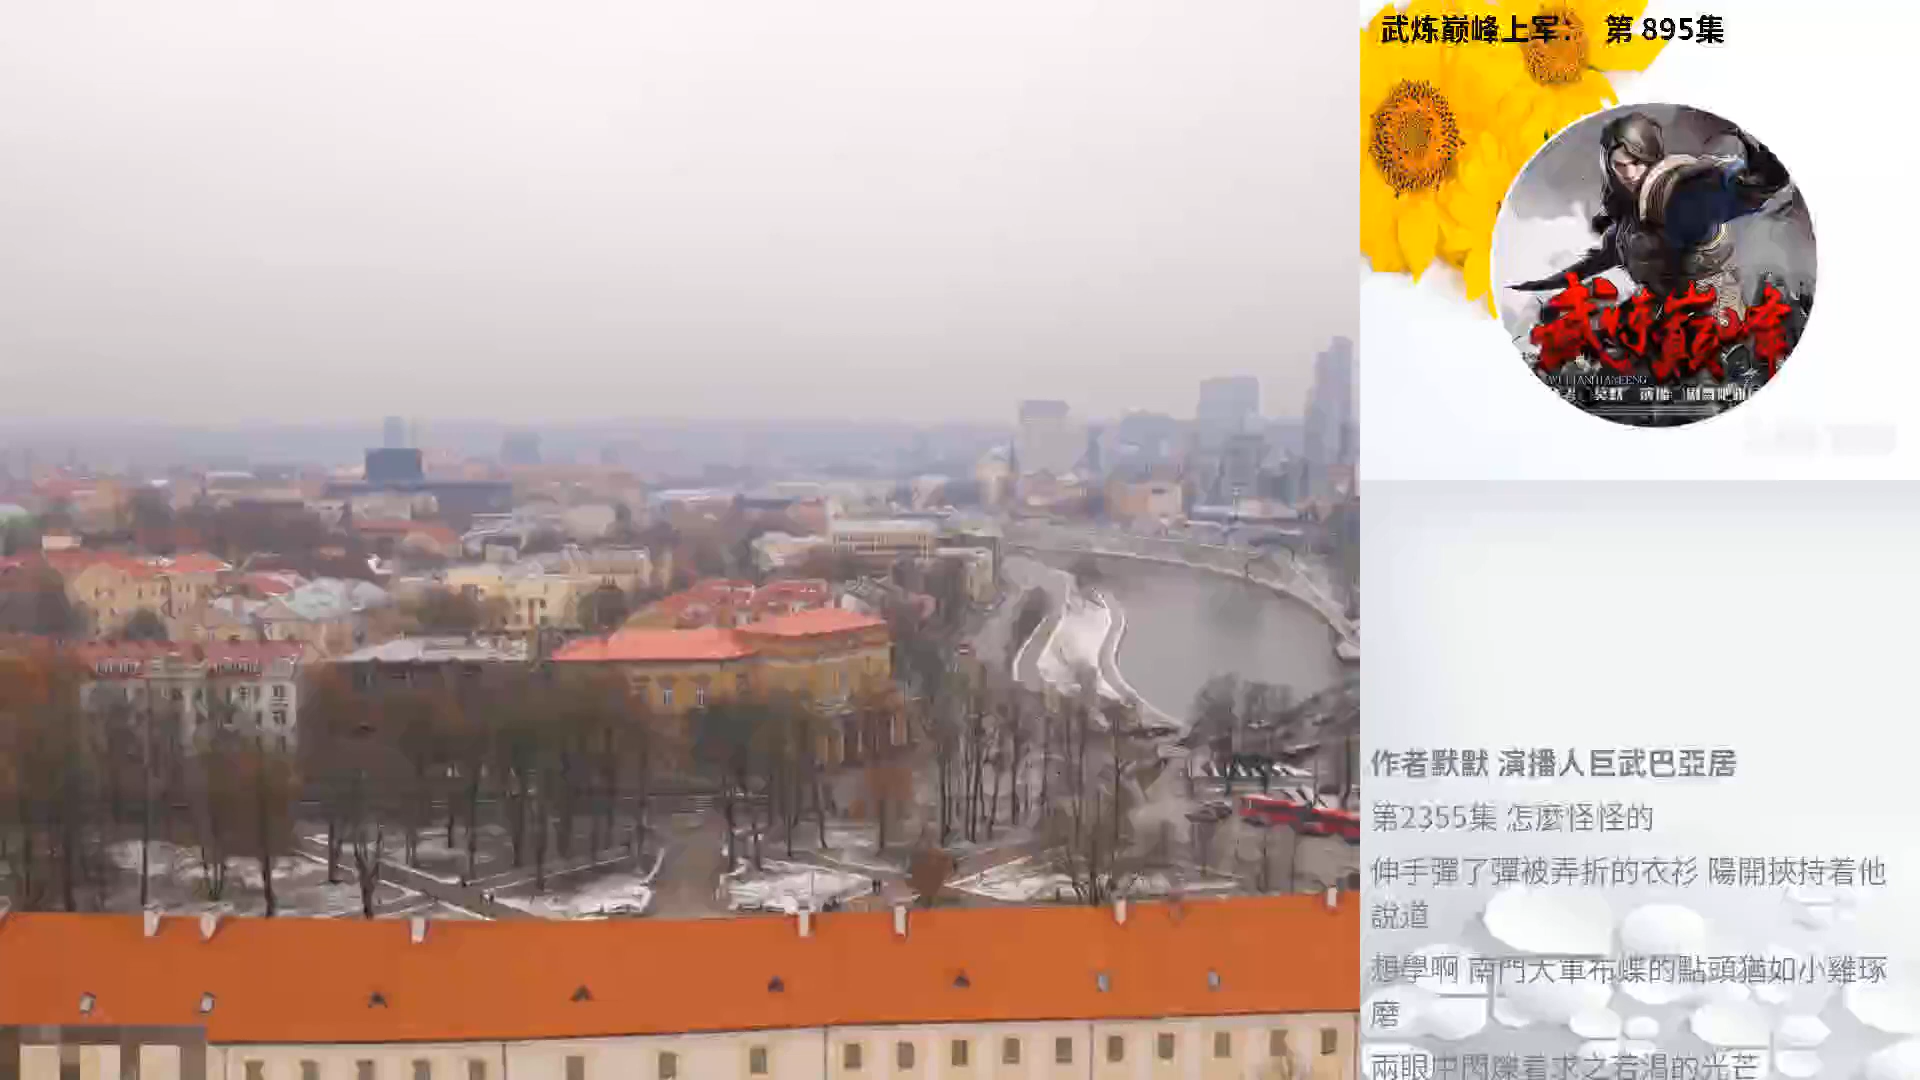 武炼巅峰上军： 第 895集
武炼巅峰
作者默默 演播人巨武巴亞居
第2355集 怎麼怪怪的
伸手彈了彈被弄折的衣衫 陽開挾持着他
說道
想學啊 南門大軍布蝶的點頭猶如小雞琢
磨
兩眼中閃爍着求之若渴的光芒